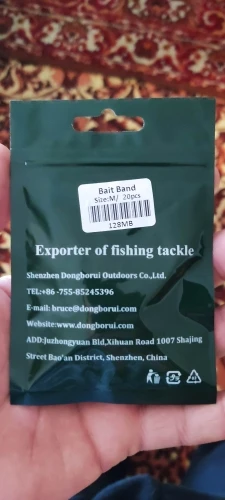 Bait Band
Size:M/ 20pcs
128MB
Exporter of fishing tackle
Shenzhen Dongborui Outdoors Co.,Ltd.
TEL:+86 -755-85245396
E-mail: bruce@dongborui.com
Website:www.dongborui.com
ADD:Juzhongyuan Bld,Xihuan Road 1007 Shajing
Street Bao'an District, Shenzhen, China